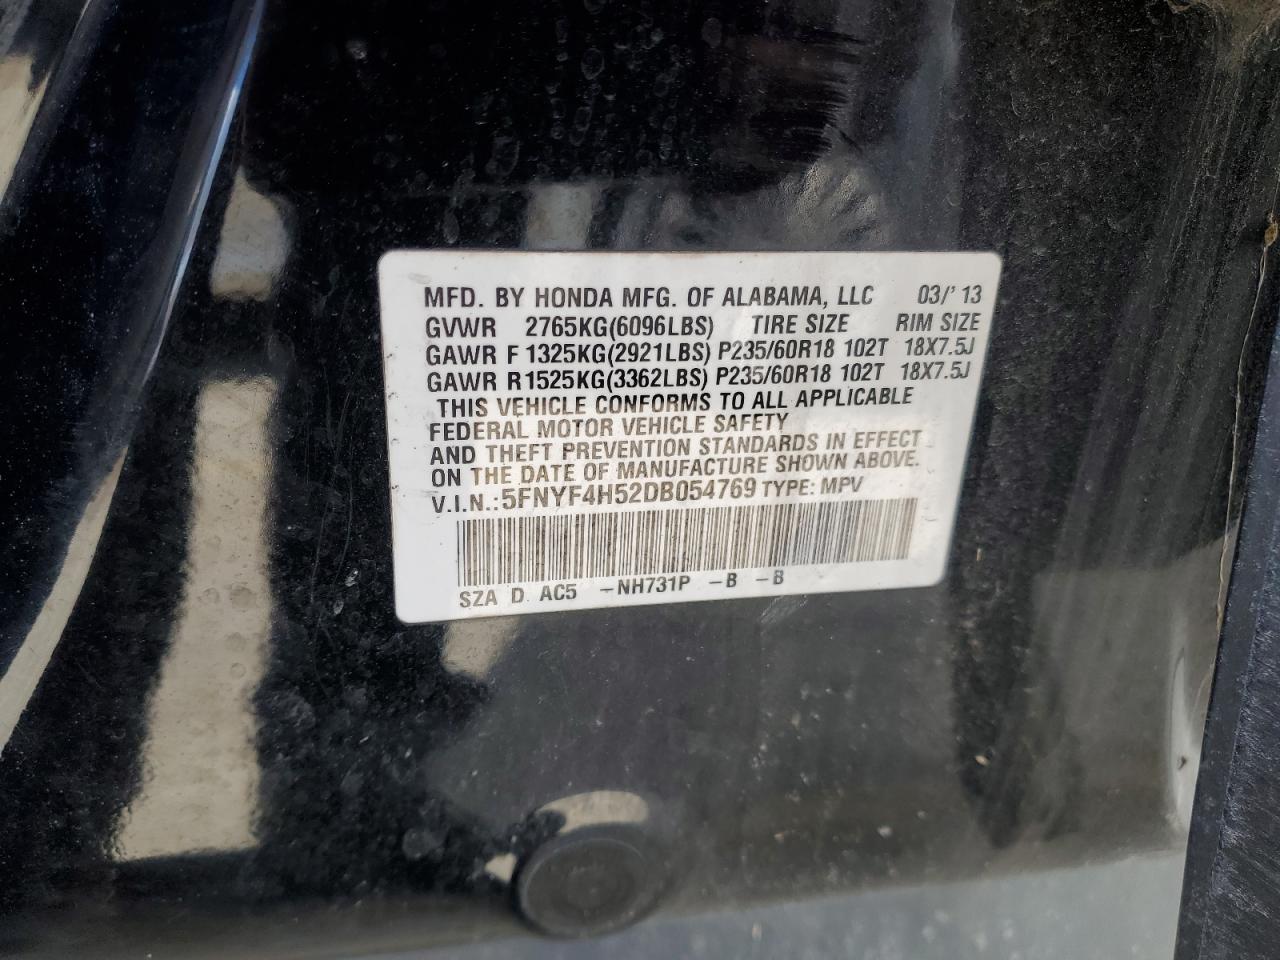 MFD. BY HONDA MFG. OF ALABAMA, LLC 03/'13
GVWR 2765KG(6096LBS) TIRE SIZE RIM SIZE
GAWR F 1325KG(2921LBS) P235/60R18 102T 18X7.5J
GAWR R 1525KG(3362LBS) P235/60R18 102T 18X7.5J
THIS VEHICLE CONFORMS TO ALL APPLICABLE
FEDERAL MOTOR VEHICLE SAFETY
AND THEFT PREVENTION STANDARDS IN EFFECT
ON THE DATE OF MANUFACTURE SHOWN ABOVE.
V.I.N.:5FNYF4H52DB054769 TYPE: MPV
SZA D AC5 -NH731P -B -B